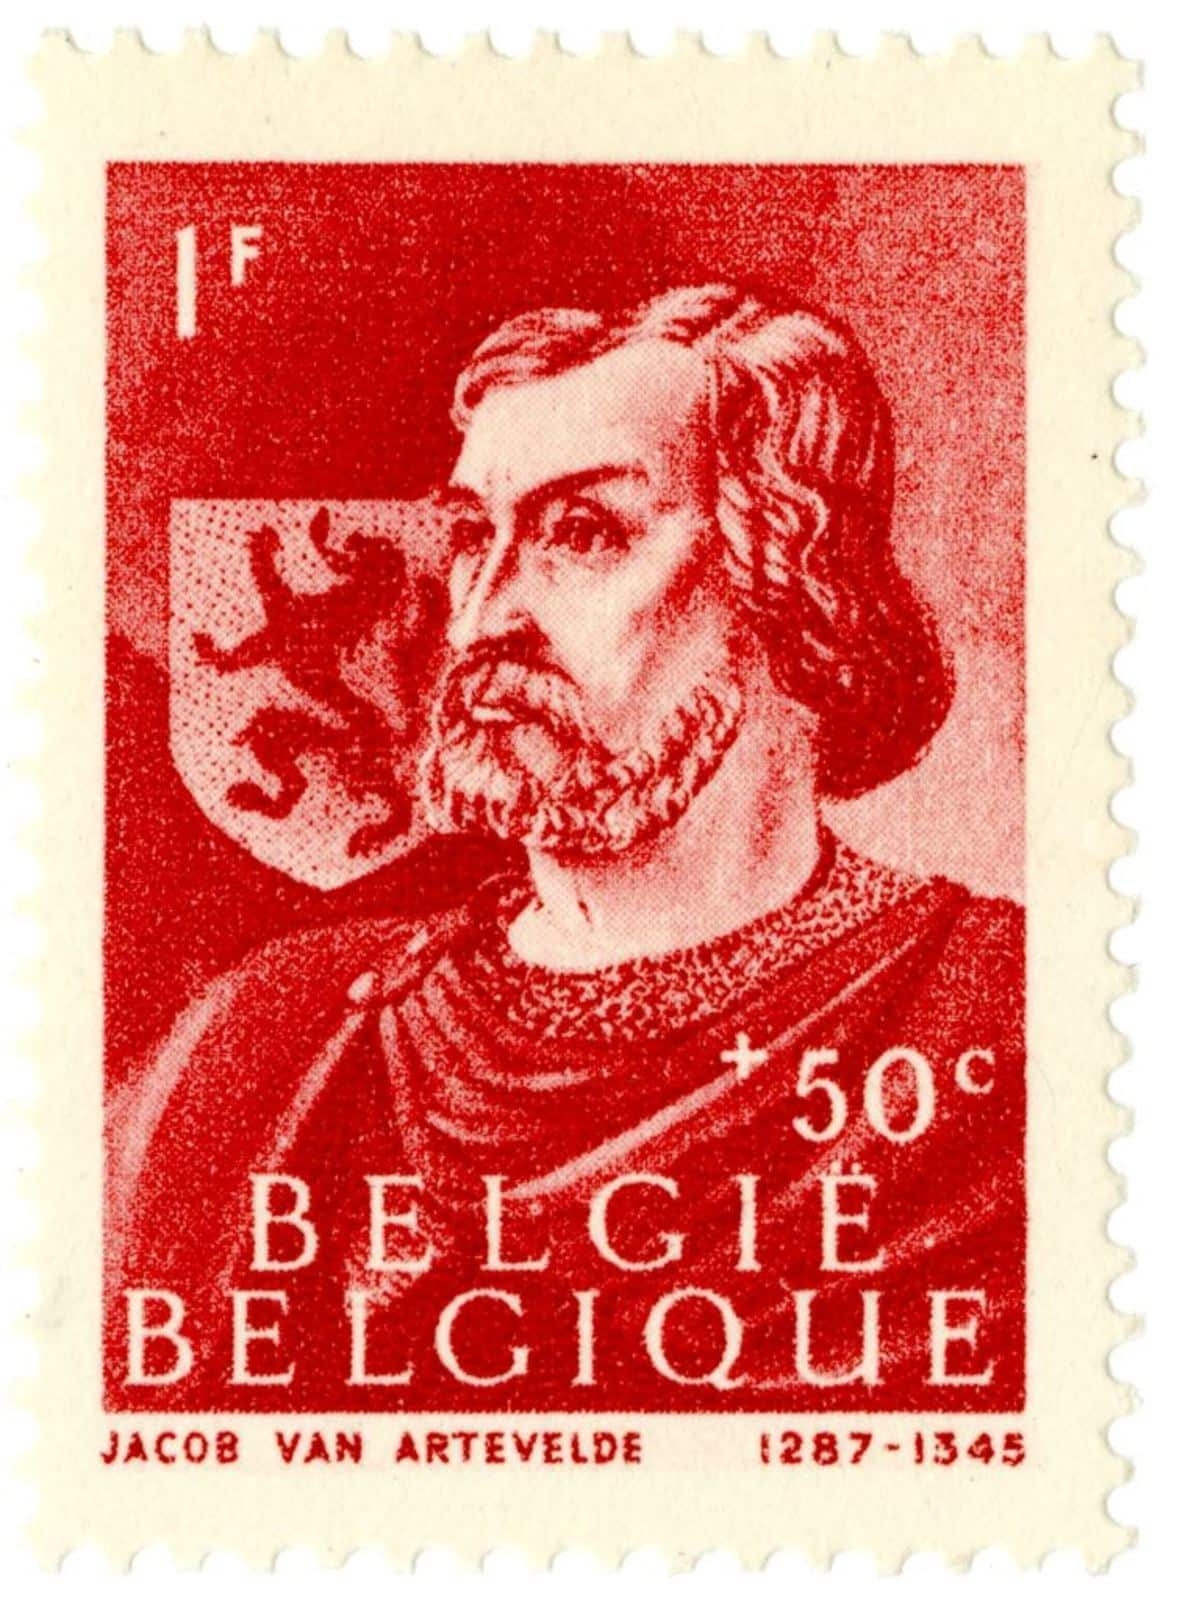 1F
+50c
BELGIË
BELGIQUE
JACOB VAN ARTEVELDE 1287-1345